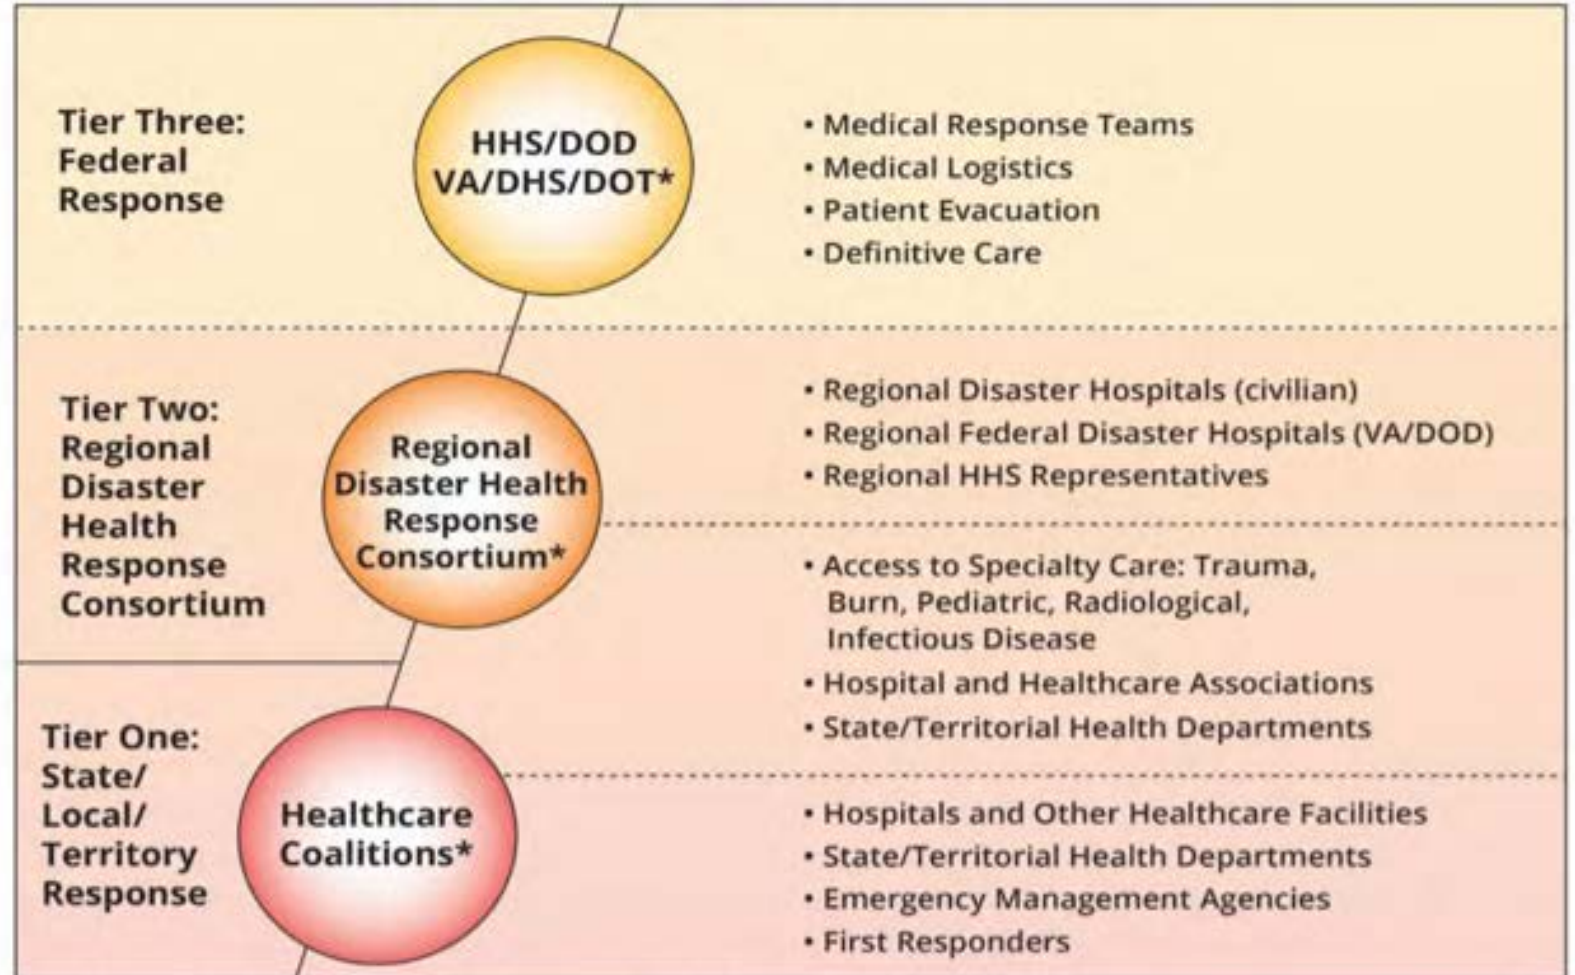 Tier Three:
Federal
Response
HHS/DOD
VA/DHS/DOT*
• Medical Response Teams
• Medical Logistics
• Patient Evacuation
• Definitive Care
Tier Two:
Regional
Disaster
Health
Response
Consortium
Regional
Disaster Health
Response
Consortium*
• Regional Disaster Hospitals (civilian)
• Regional Federal Disaster Hospitals (VA/DOD)
• Regional HHS Representatives
• Access to Specialty Care: Trauma,
Burn, Pediatric, Radiological,
Infectious Disease
• Hospital and Healthcare Associations
• State/Territorial Health Departments
Tier One:
State/
Local/
Territory
Response
Healthcare
Coalitions*
• Hospitals and Other Healthcare Facilities
• State/Territorial Health Departments
• Emergency Management Agencies
• First Responders